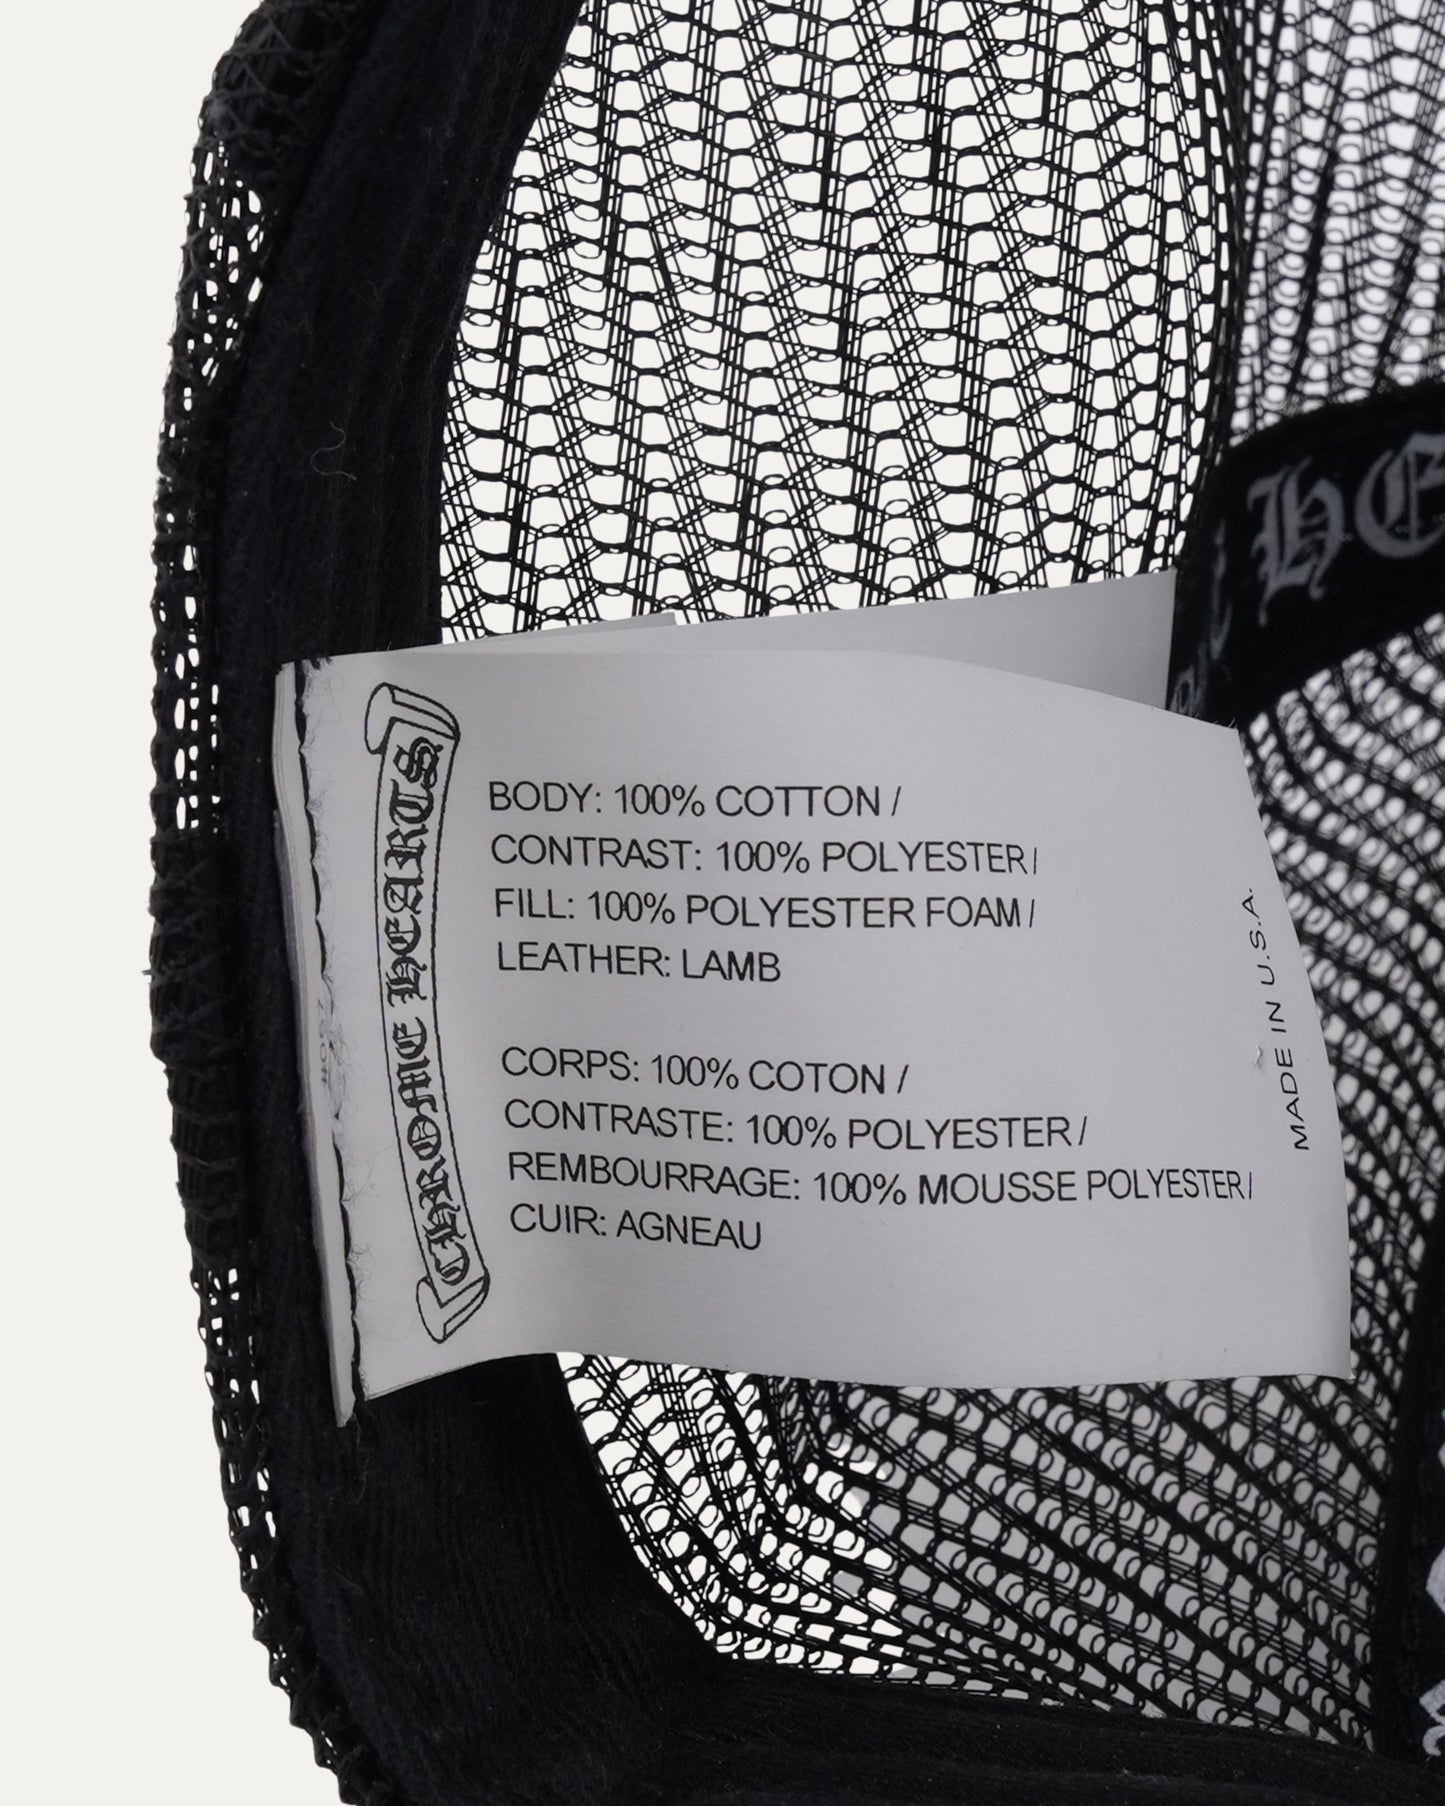 CHROME HEARTS
BODY: 100% COTTON /
CONTRAST: 100% POLYESTER /
FILL: 100% POLYESTER FOAM /
LEATHER: LAMB
CORPS: 100% COTON /
CONTRASTE: 100% POLYESTER /
REMBOURRAGE: 100% MOUSSE POLYESTER /
CUIR: AGNEAU
MADE IN U.S.A.